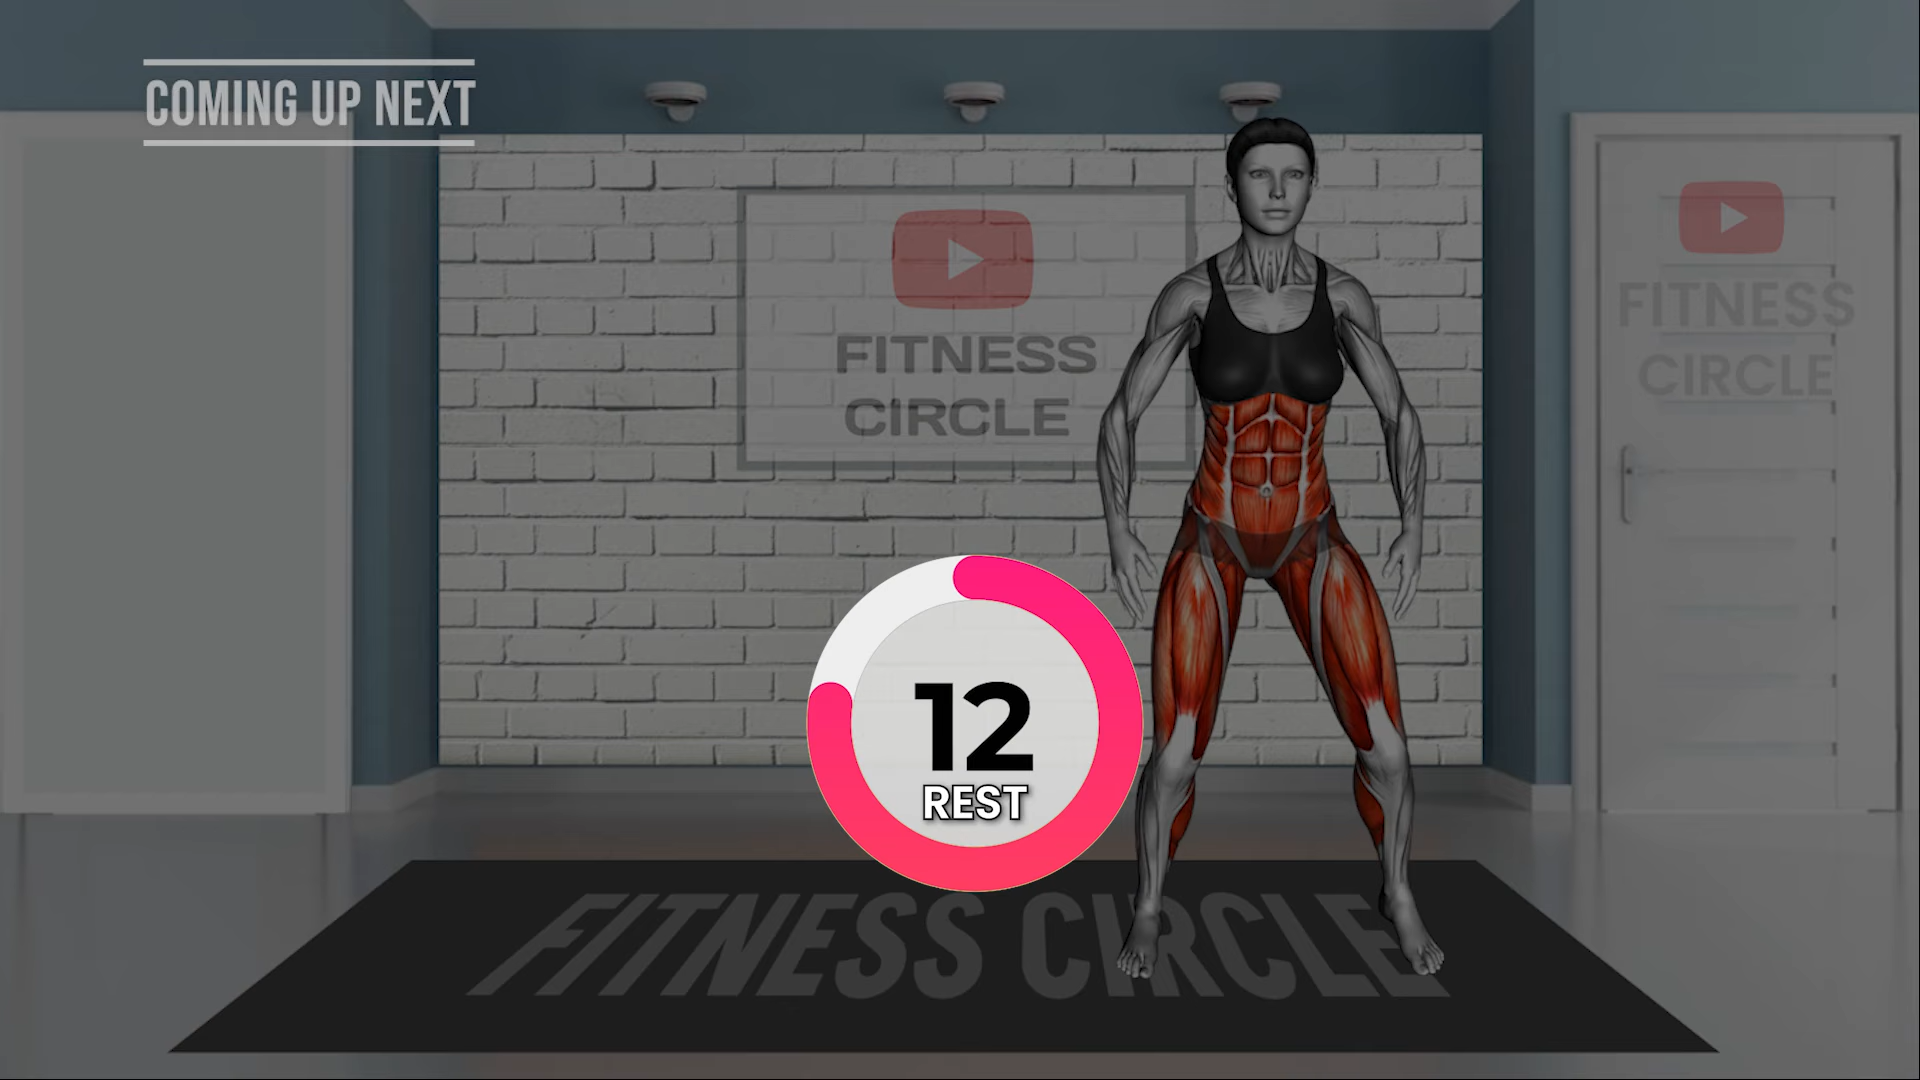 COMING UP NEXT
FITNESS
CIRCLE
FITNESS
CIRCLE
12
REST
FITNESS CIRCLE